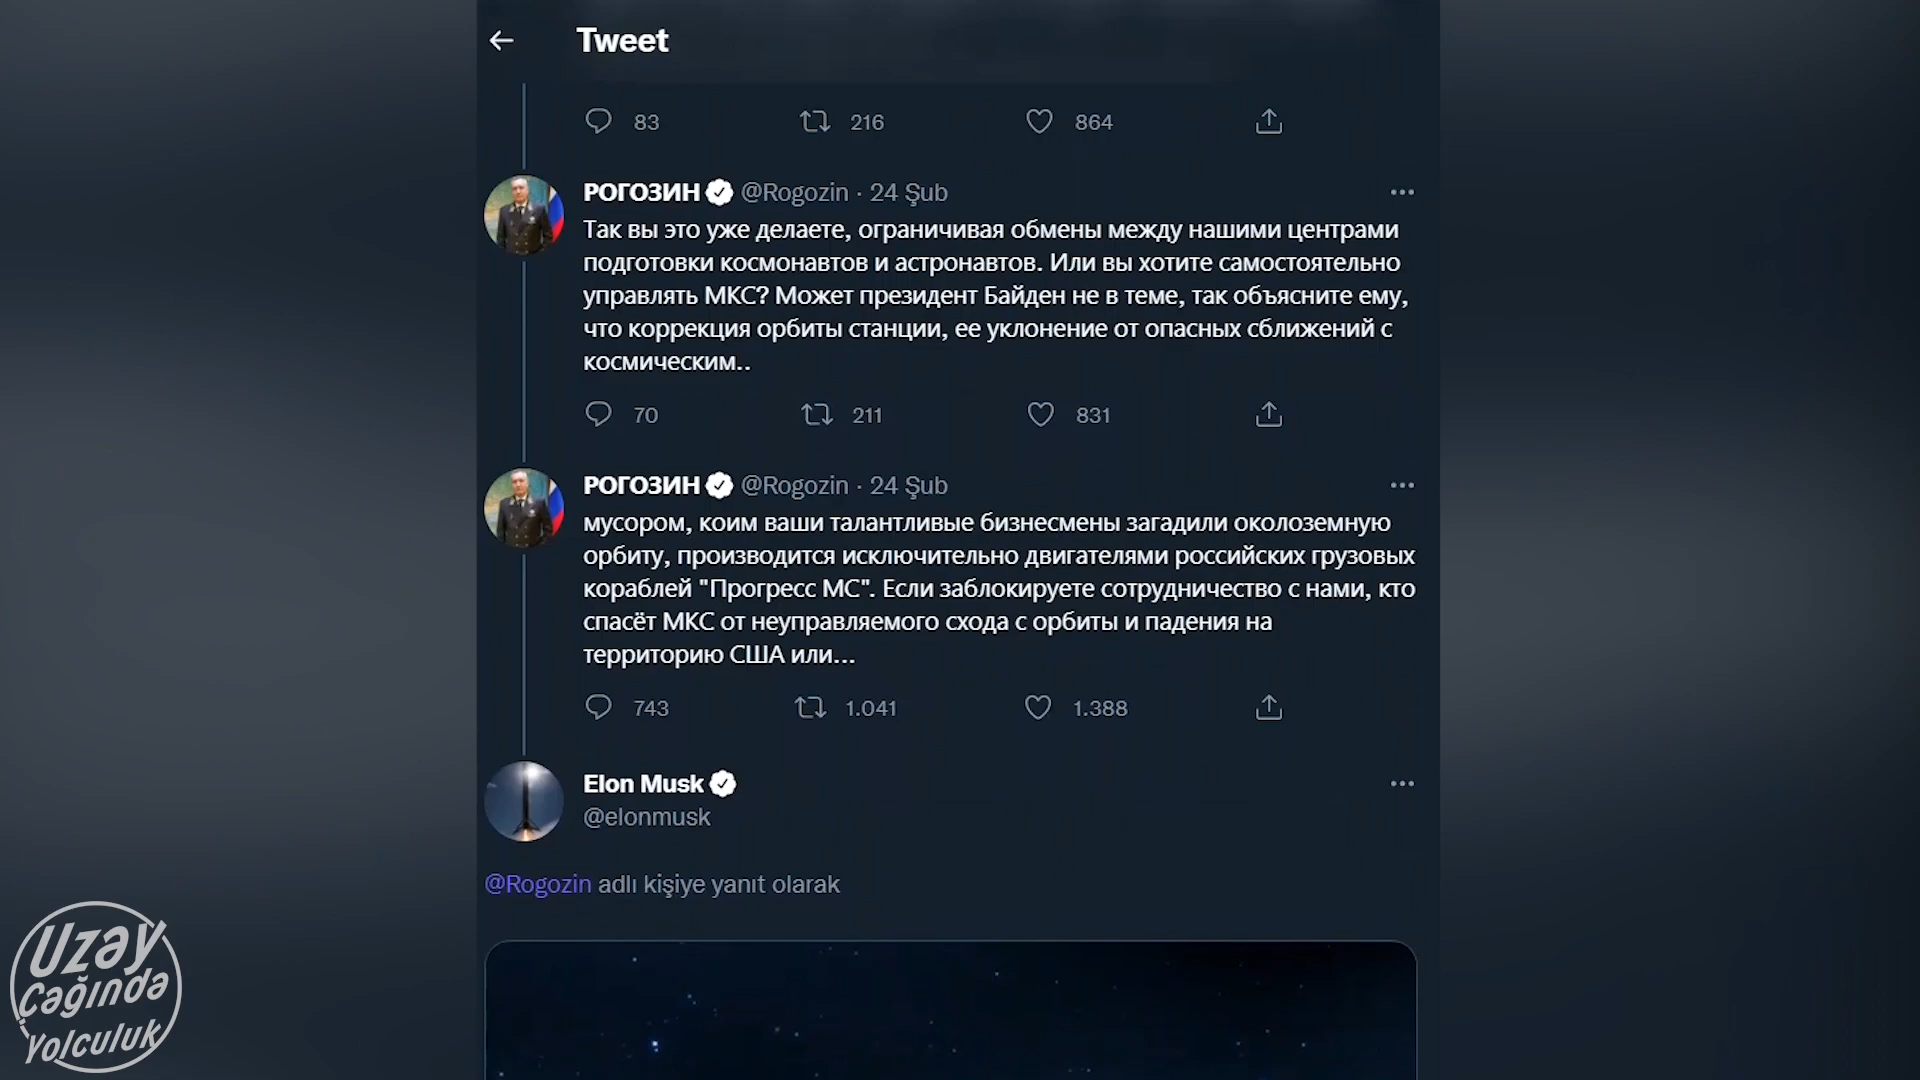 Tweet
83 216 864
РОГОЗИН @Rogozin · 24 Şub
Так вы это уже делаете, ограничивая обмены между нашими центрами
подготовки космонавтов и астронавтов. Или вы хотите самостоятельно
управлять МКС? Может президент Байден не в теме, так объясните ему,
что коррекция орбиты станции, ее уклонение от опасных сближений с
космическим..
70 211 831
РОГОЗИН @Rogozin · 24 Şub
мусором, коим ваши талантливые бизнесмены загадили околоземную
орбиту, производится исключительно двигателями российских грузовых
кораблей "Прогресс МС". Если заблокируете сотрудничество с нами, кто
спасёт МКС от неуправляемого схода с орбиты и падения на
территорию США или...
743 1.041 1.388
Elon Musk
@elonmusk
@Rogozin adlı kişiye yanıt olarak
Uzay
Çağında
Yolculuk